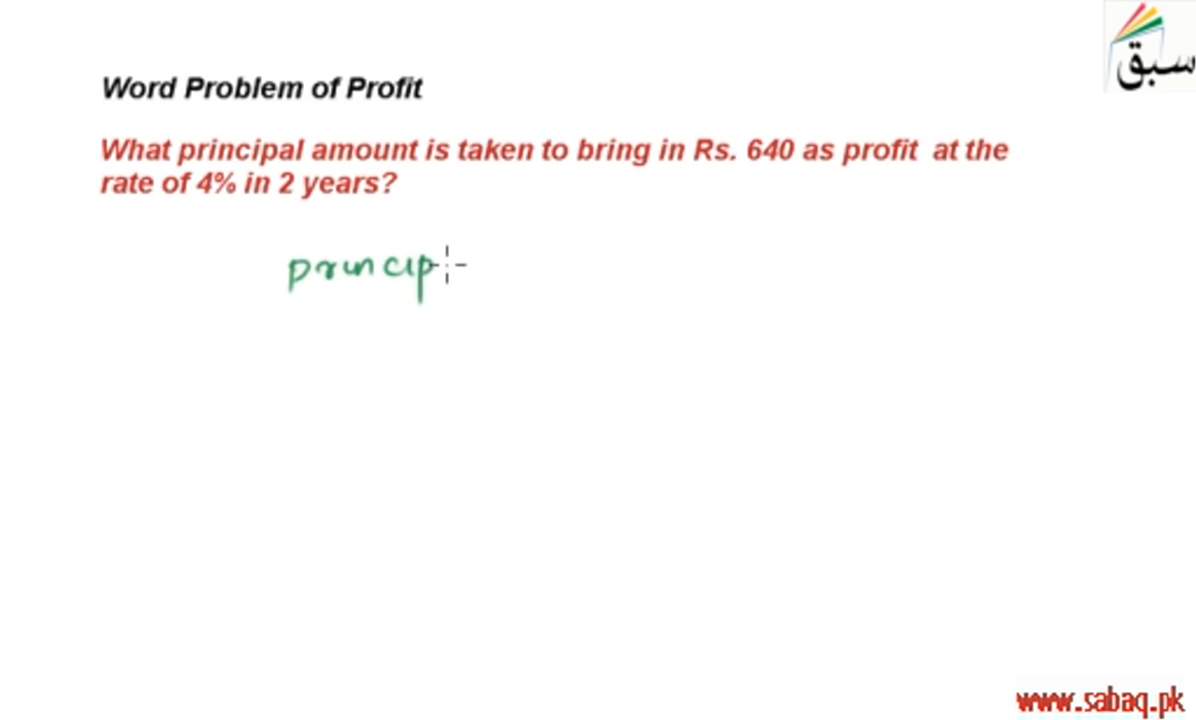 سبق
Word Problem of Profit
What principal amount is taken to bring in Rs. 640 as profit at the
rate of 4% in 2 years?
princip
www.sabaq.pk